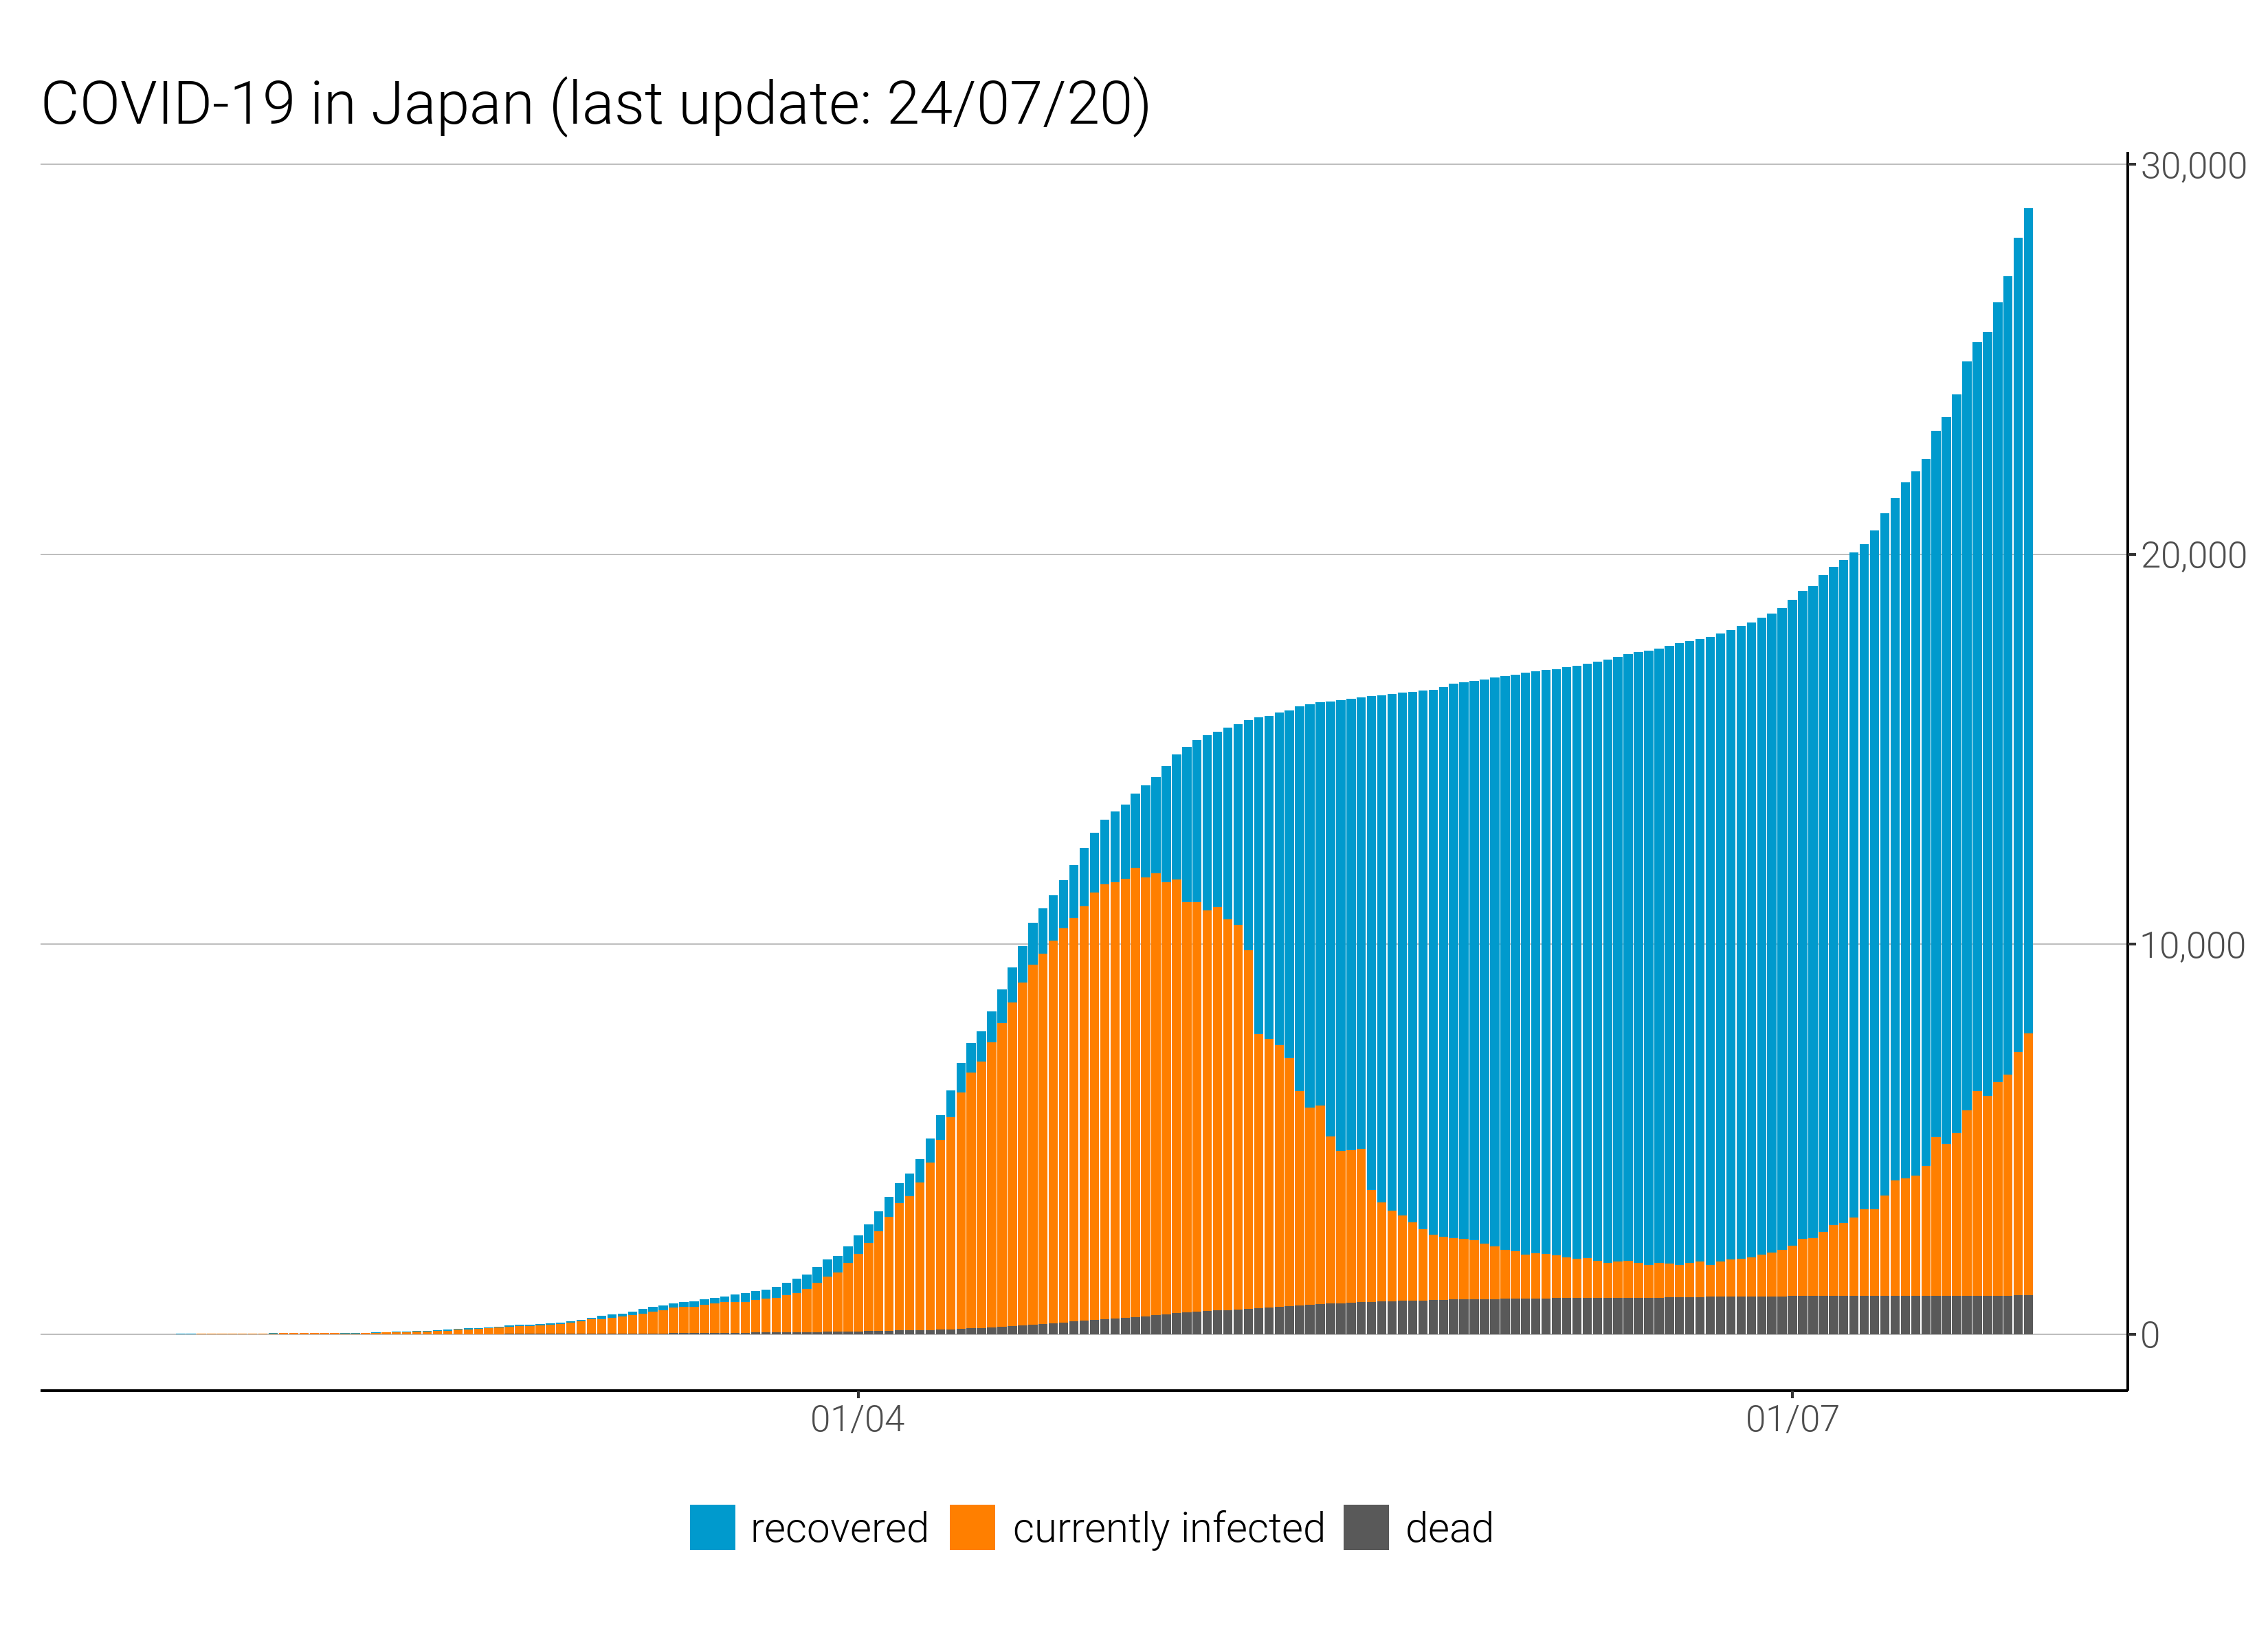 COVID-19 in Japan (last update: 24/07/20)
30,000
20,000
10,000
0
01/04 01/07
recovered currently infected dead